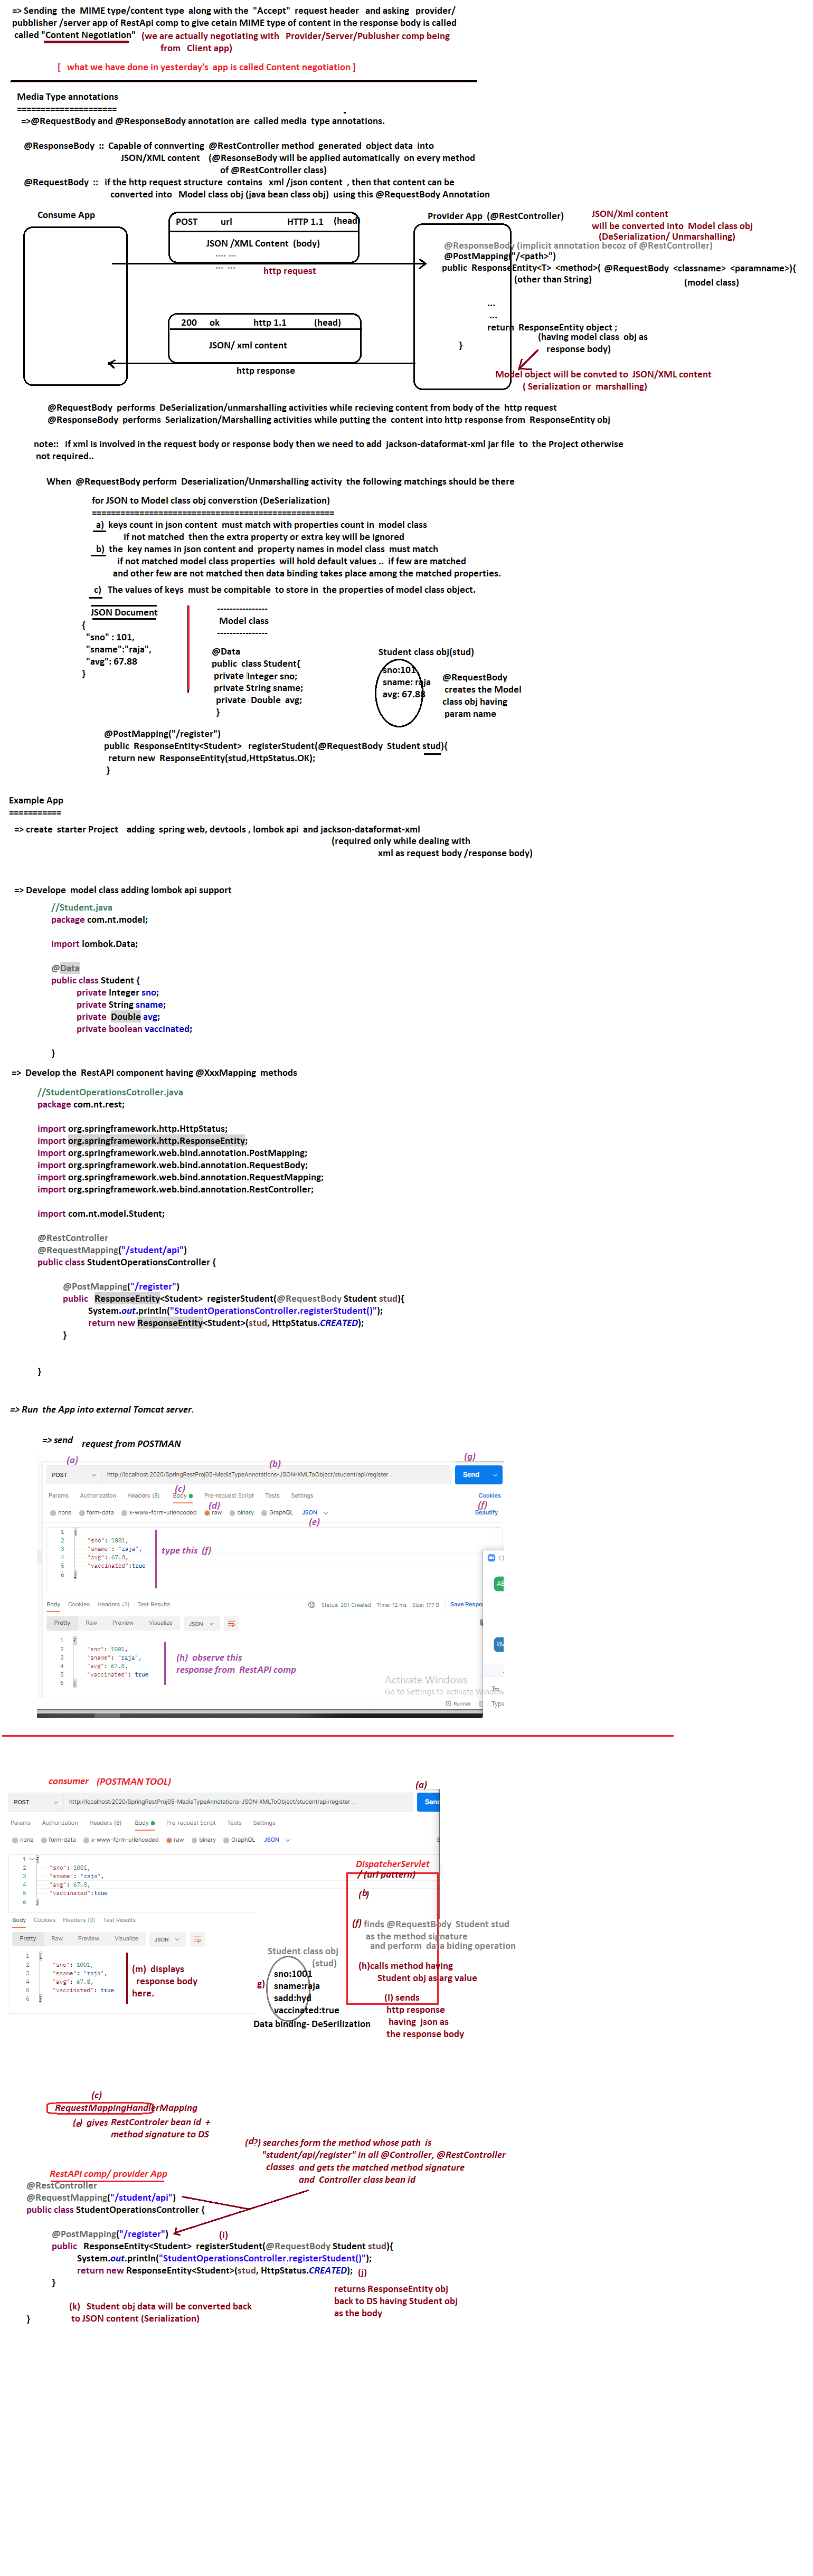 => Sending the MIME type/content type along with the "Accept" request header and asking provider/
pubblisher /server app of RestApi comp to give cetain MIME type of content in the response body is called
called "Content Negotiation" (we are actually negotiating with Provider/Server/Publusher comp being
from Client app)
[ what we have done in yesterday's app is called Content negotiation ]
Media Type annotations
=====================
=>@RequestBody and @ResponseBody annotation are called media type annotations.
@ResponseBody :: Capable of connverting @RestController method generated object data into
JSON/XML content (@ResonseBody will be applied automatically on every method
of @RestController class)
@RequestBody :: if the http request structure contains xml /json content , then that content can be
converted into Model class obj (java bean class obj) using this @RequestBody Annotation
Consume App
POST url HTTP 1.1 (head)
JSON /XML Content (body)
.... ...
... ...
http request
Provider App (@RestController)
JSON/Xml content
will be converted into Model class obj
(DeSerialization/ Unmarshalling)
@ResponseBody (implicit annotation becoz of @RestController)
@PostMapping("/<path>")
public ResponseEntity<T> <method>( @RequestBody <classname> <paramname>){
(other than String)
(model class)
...
...
return ResponseEntity object ;
(having model class obj as
response body)
}
200 ok http 1.1 (head)
JSON/ xml content
http response
Model object will be convted to JSON/XML content
( Serialization or marshalling)
@RequestBody performs DeSerialization/unmarshalling activities while recieving content from body of the http request
@ResponseBody performs Serialization/Marshalling activities while putting the content into http response from ResponseEntity obj
note:: if xml is involved in the request body or response body then we need to add jackson-dataformat-xml jar file to the Project otherwise
not required..
When @RequestBody perform Deserialization/Unmarshalling activity the following matchings should be there
for JSON to Model class obj converstion (DeSerialization)
===================================================
a) keys count in json content must match with properties count in model class
if not matched then the extra property or extra key will be ignored
b) the key names in json content and property names in model class must match
if not matched model class properties will hold default values .. if few are matched
and other few are not matched then data binding takes place among the matched properties.
c) The values of keys must be compitable to store in the properties of model class object.
JSON Document
{
"sno" : 101,
"sname":"raja",
"avg": 67.88
}
----------------
Model class
----------------
@Data
public class Student{
private Integer sno;
private String sname;
private Double avg;
}
Student class obj(stud)
sno:101
sname: raja
avg: 67.88
@RequestBody
creates the Model
class obj having
param name
@PostMapping("/register")
public ResponseEntity<Student> registerStudent(@RequestBody Student stud){
return new ResponseEntity(stud,HttpStatus.OK);
}
Example App
===========
=> create starter Project adding spring web, devtools , lombok api and jackson-dataformat-xml
(required only while dealing with
xml as request body /response body)
=> Develope model class adding lombok api support
//Student.java
package com.nt.model;
import lombok.Data;
@Data
public class Student {
private Integer sno;
private String sname;
private Double avg;
private boolean vaccinated;
}
=> Develop the RestAPI component having @XxxMapping methods
//StudentOperationsCotroller.java
package com.nt.rest;
import org.springframework.http.HttpStatus;
import org.springframework.http.ResponseEntity;
import org.springframework.web.bind.annotation.PostMapping;
import org.springframework.web.bind.annotation.RequestBody;
import org.springframework.web.bind.annotation.RequestMapping;
import org.springframework.web.bind.annotation.RestController;
import com.nt.model.Student;
@RestController
@RequestMapping("/student/api")
public class StudentOperationsController {
@PostMapping("/register")
public ResponseEntity<Student> registerStudent(@RequestBody Student stud){
System.out.println("StudentOperationsController.registerStudent()");
return new ResponseEntity<Student>(stud, HttpStatus.CREATED);
}
}
=> Run the App into external Tomcat server.
=> send request from POSTMAN
(a) (b) (g)
POST http://localhost:2020/SpringRestProj05-MediaTypeAnnotations-JSON-XMLToObject/student/api/register ... Send
(c)
Params Authorization Headers (8) Body Pre-request Script Tests Settings Cookies
(d) (f)
none form-data x-www-form-urlencoded raw binary GraphQL JSON Beautify
(e)
1
2 "sno": 1001,
3 "sname": "raja",
4 "avg": 67.8,
5 "vaccinated":true
6
type this (f)
Body Cookies Headers (3) Test Results Status: 201 Created Time: 12 ms Size: 177 B Save Respo
Pretty Raw Preview Visualize JSON
1
2 "sno": 1001,
3 "sname": "raja",
4 "avg": 67.8,
5 "vaccinated": true
6
(h) observe this
response from RestAPI comp
Activate Windows
Go to Settings to activate Windows
Runner
To:
Type
consumer (POSTMAN TOOL)
(a)
POST http://localhost:2020/SpringRestProj05-MediaTypeAnnotations-JSON-XMLToObject/student/api/register ... Send
Params Authorization Headers (8) Body Pre-request Script Tests Settings
none form-data x-www-form-urlencoded raw binary GraphQL JSON
1
2 "sno": 1001,
3 "sname": "raja",
4 "avg": 67.8,
5 "vaccinated":true
6
Body Cookies Headers (3) Test Results
Pretty Raw Preview Visualize JSON
1
2 "sno": 1001,
3 "sname": "raja",
4 "avg": 67.8,
5 "vaccinated": true
6
(m) displays
response body
here.
DispatcherServlet
/ (url pattern)
(b)
(f) finds @RequestBody Student stud
as the method signature
and perform data biding operation
(h)calls method having
Student obj as arg value
(l) sends
http response
having json as
the response body
Student class obj
(stud)
g)
sno:1001
sname:raja
sadd:hyd
vaccinated:true
Data binding- DeSerilization
(c)
RequestMappingHandlerMapping
(e) gives RestControler bean id +
method signature to DS
(d?) searches form the method whose path is
"student/api/register" in all @Controller, @RestController
classes and gets the matched method signature
and Controller class bean id
RestAPI comp/ provider App
@RestController
@RequestMapping("/student/api")
public class StudentOperationsController {
@PostMapping("/register")
(i)
public ResponseEntity<Student> registerStudent(@RequestBody Student stud){
System.out.println("StudentOperationsController.registerStudent()");
return new ResponseEntity<Student>(stud, HttpStatus.CREATED); (j)
}
returns ResponseEntity obj
back to DS having Student obj
as the body
(k) Student obj data will be converted back
to JSON content (Serialization)
}